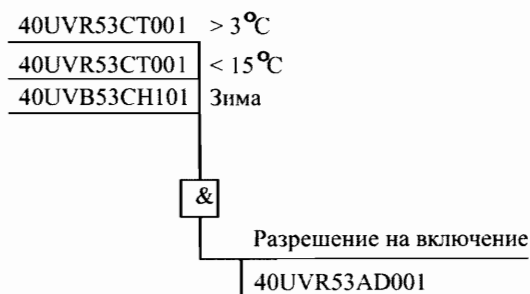 40UVR53CT001 > 3°C
40UVR53CT001 < 15°C
40UVB53CH101 Зима
&
Разрешение на включение
40UVR53AD001